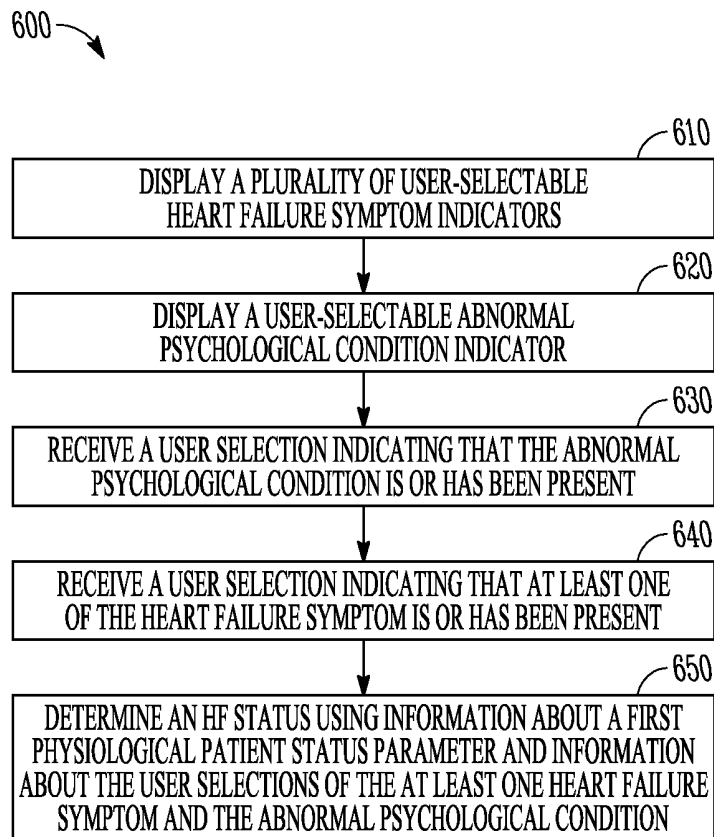 600
610
DISPLAY A PLURALITY OF USER-SELECTABLE
HEART FAILURE SYMPTOM INDICATORS
620
DISPLAY A USER-SELECTABLE ABNORMAL
PSYCHOLOGICAL CONDITION INDICATOR
630
RECEIVE A USER SELECTION INDICATING THAT THE ABNORMAL
PSYCHOLOGICAL CONDITION IS OR HAS BEEN PRESENT
640
RECEIVE A USER SELECTION INDICATING THAT AT LEAST ONE
OF THE HEART FAILURE SYMPTOM IS OR HAS BEEN PRESENT
650
DETERMINE AN HF STATUS USING INFORMATION ABOUT A FIRST
PHYSIOLOGICAL PATIENT STATUS PARAMETER AND INFORMATION
ABOUT THE USER SELECTIONS OF THE AT LEAST ONE HEART FAILURE
SYMPTOM AND THE ABNORMAL PSYCHOLOGICAL CONDITION